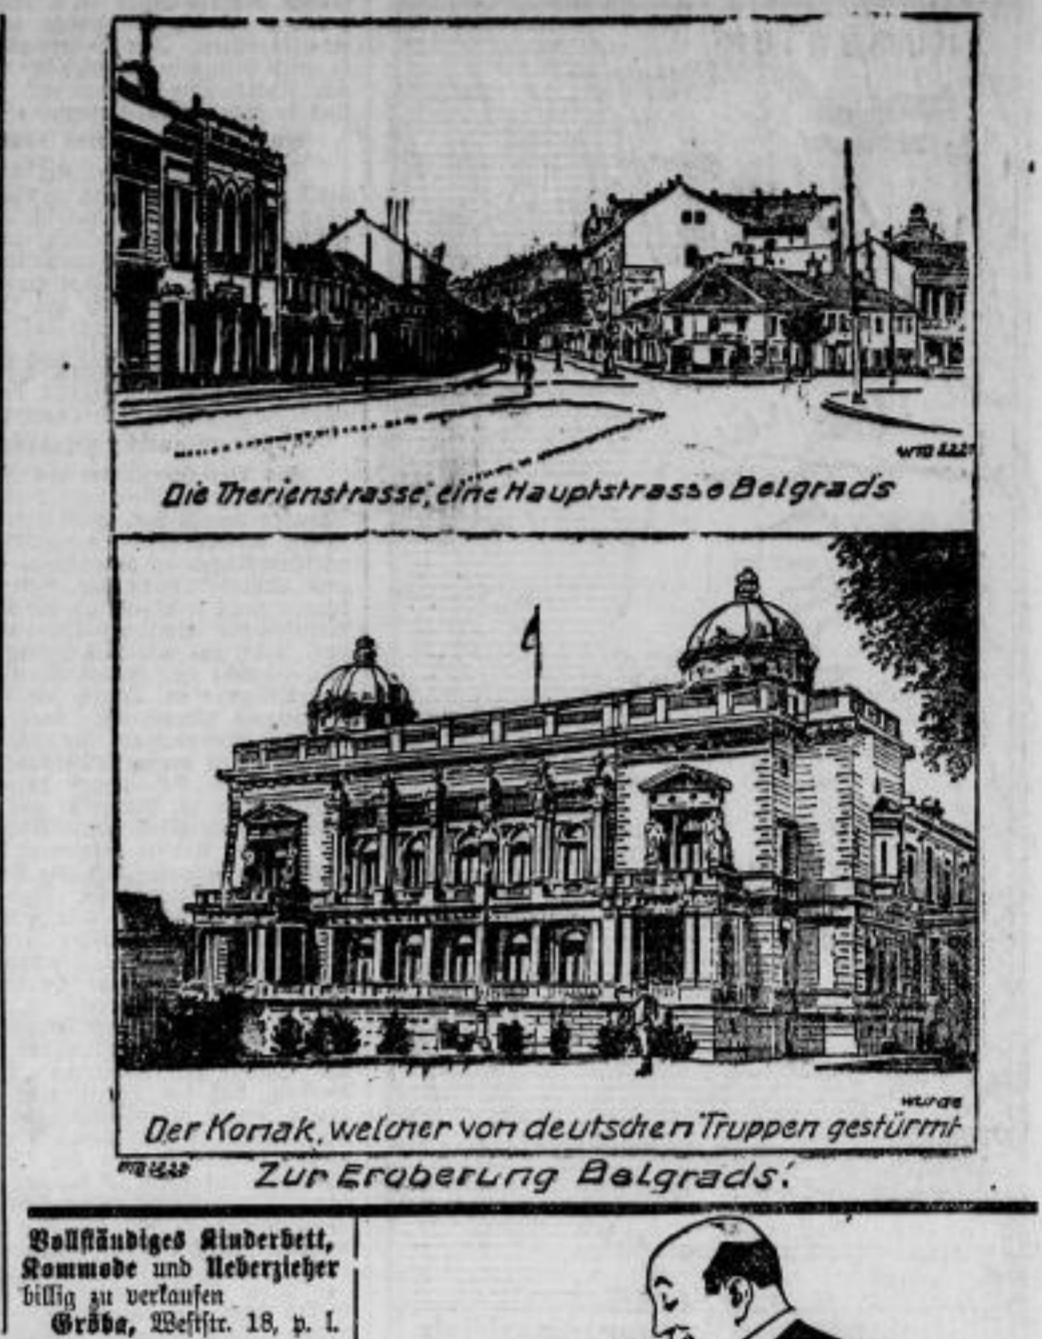 Die Therienstrasse, eine Hauptstrasse Belgrads
wurde
Der Konak, welcher von deutschen Truppen gestürmt
Zur Eroberung Belgrads.
Vollständiges Kinderbett,
Kommode und Ueberzieher
billig zu verkaufen
Gröba, Weststr. 18, p. l.